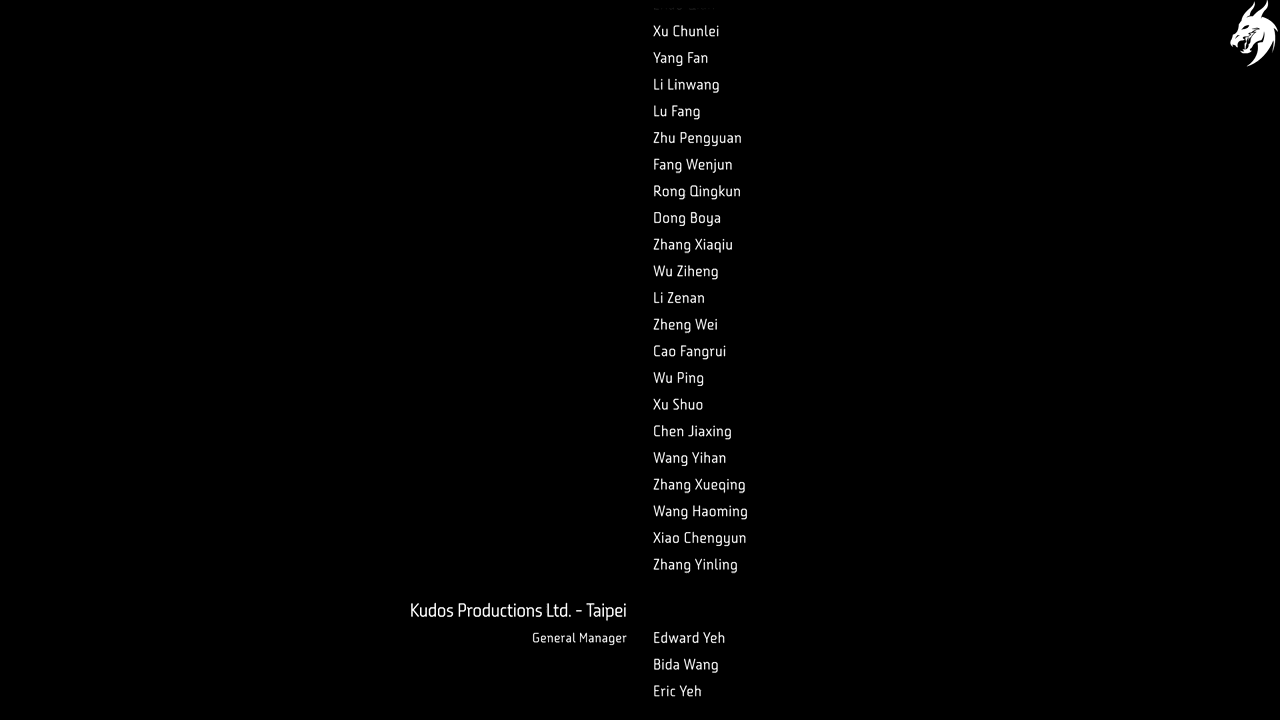 Xu Chunlei
Yang Fan
Li Linwang
Lu Fang
Zhu Pengyuan
Fang Wenjun
Rong Qingkun
Dong Boya
Zhang Xiaqiu
Wu Ziheng
Li Zenan
Zheng Wei
Cao Fangrui
Wu Ping
Xu Shuo
Chen Jiaxing
Wang Yihan
Zhang Xueqing
Wang Haoming
Xiao Chengyun
Zhang Yinling
Kudos Productions Ltd. - Taipei
General Manager Edward Yeh
Bida Wang
Eric Yeh